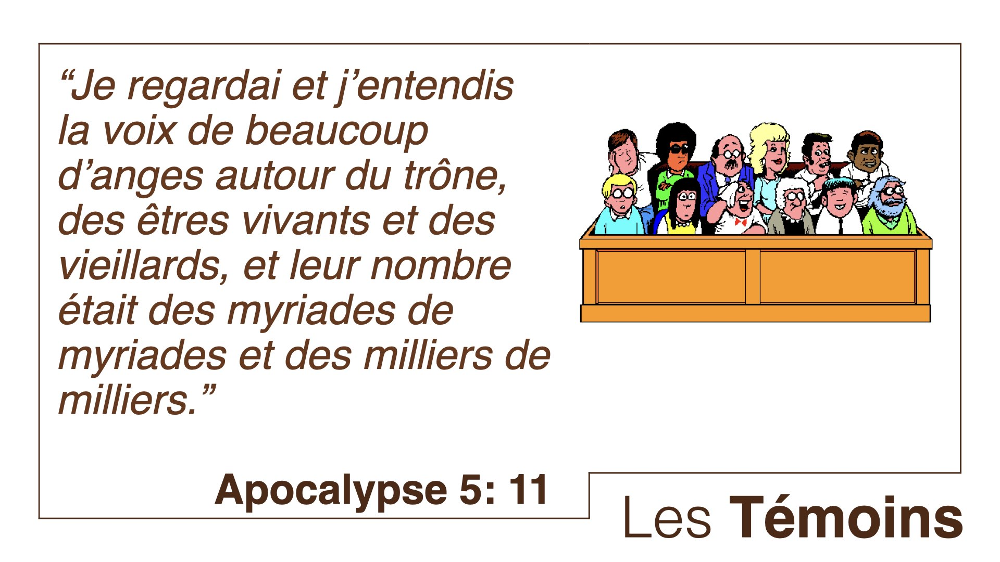 “Je regardai et j’entendis
la voix de beaucoup
d’anges autour du trône,
des êtres vivants et des
vieillards, et leur nombre
était des myriades de
myriades et des milliers de
milliers.”
Apocalypse 5: 11
Les Témoins